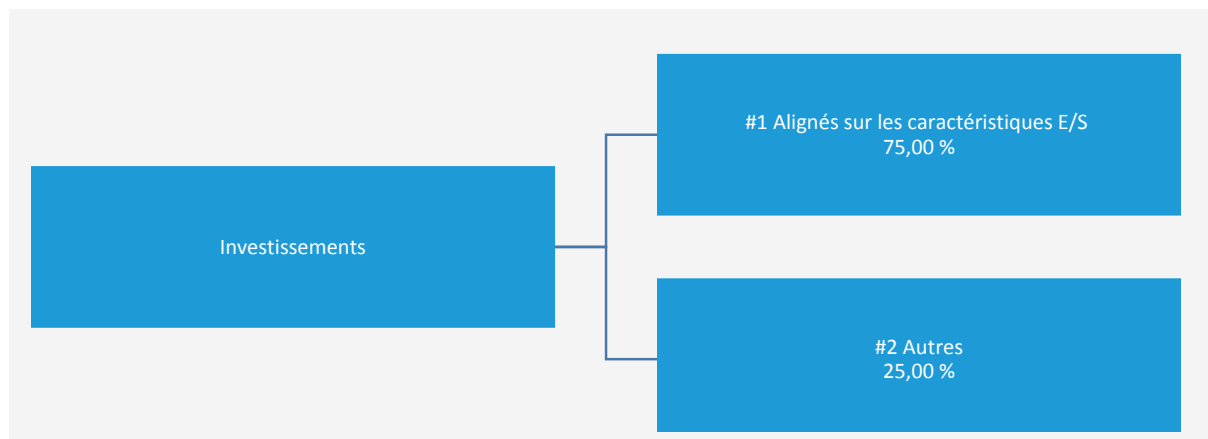 #1 Alignés sur les caractéristiques E/S
75,00 %
Investissements
#2 Autres
25,00 %